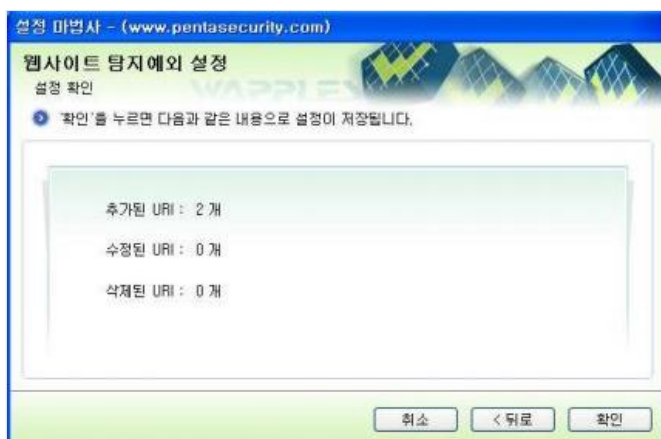 설정 마법사 - (www.pentasecurity.com)
웹사이트 탐지예외 설정
설정 확인
WAPPLES
'확인'을 누르면 다음과 같은 내용으로 설정이 저장됩니다.
추가된 URI : 2 개
수정된 URI : 0 개
삭제된 URI : 0 개
취소
< 뒤로
확인